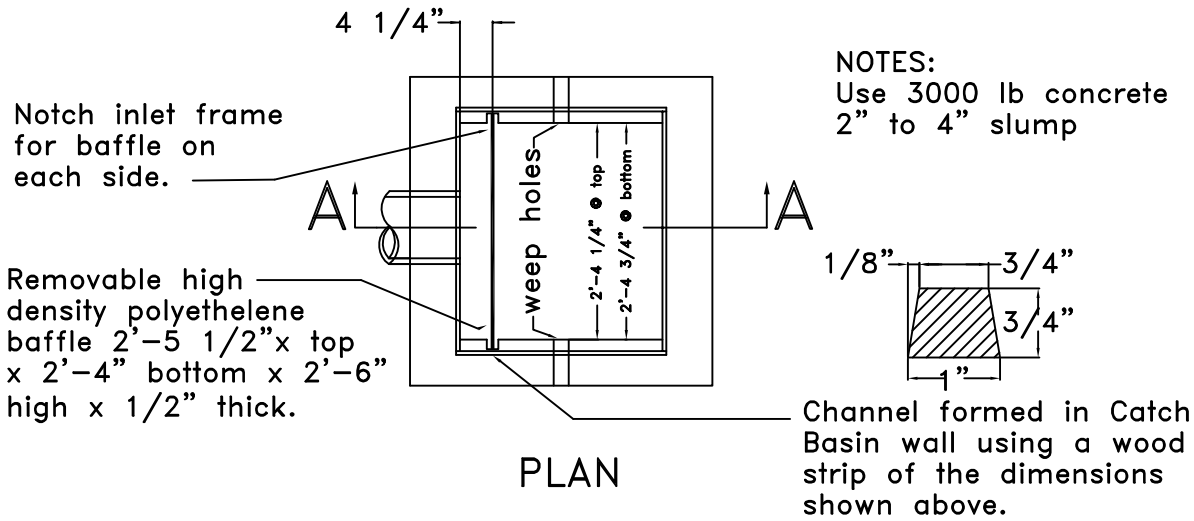 4 1/4”
NOTES:
Use 3000 lb concrete
2” to 4” slump
Notch inlet frame
for baffle on
each side.
A
A
weep holes
2’-4 1/4” @ top
2’-4 3/4” @ bottom
Removable high
density polyethelene
baffle 2’-5 1/2”x top
x 2’-4” bottom x 2’-6”
high x 1/2” thick.
1/8”
3/4”
3/4”
1”
Channel formed in Catch
Basin wall using a wood
strip of the dimensions
shown above.
PLAN